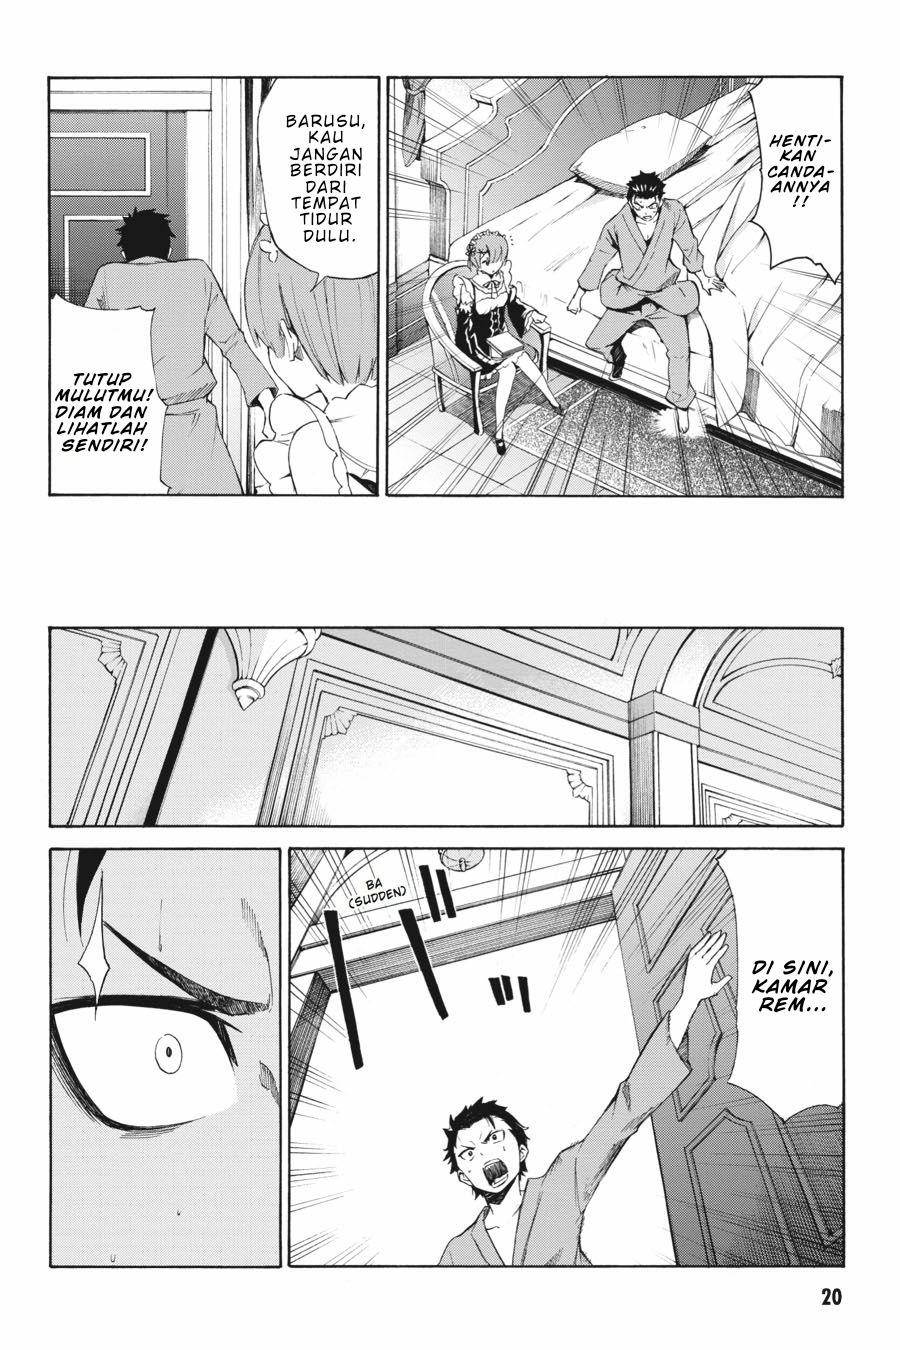 HENTI-
KAN
CANDA-
ANNYA
!!
BARUSU,
KAU
JANGAN
BERDIRI
DARI
TEMPAT
TIDUR
DULU.
TUTUP
MULUTMU!
DIAM DAN
LIHATLAH
SENDIRI!
BA
(SUDDEN)
DI SINI,
KAMAR
REM...
20